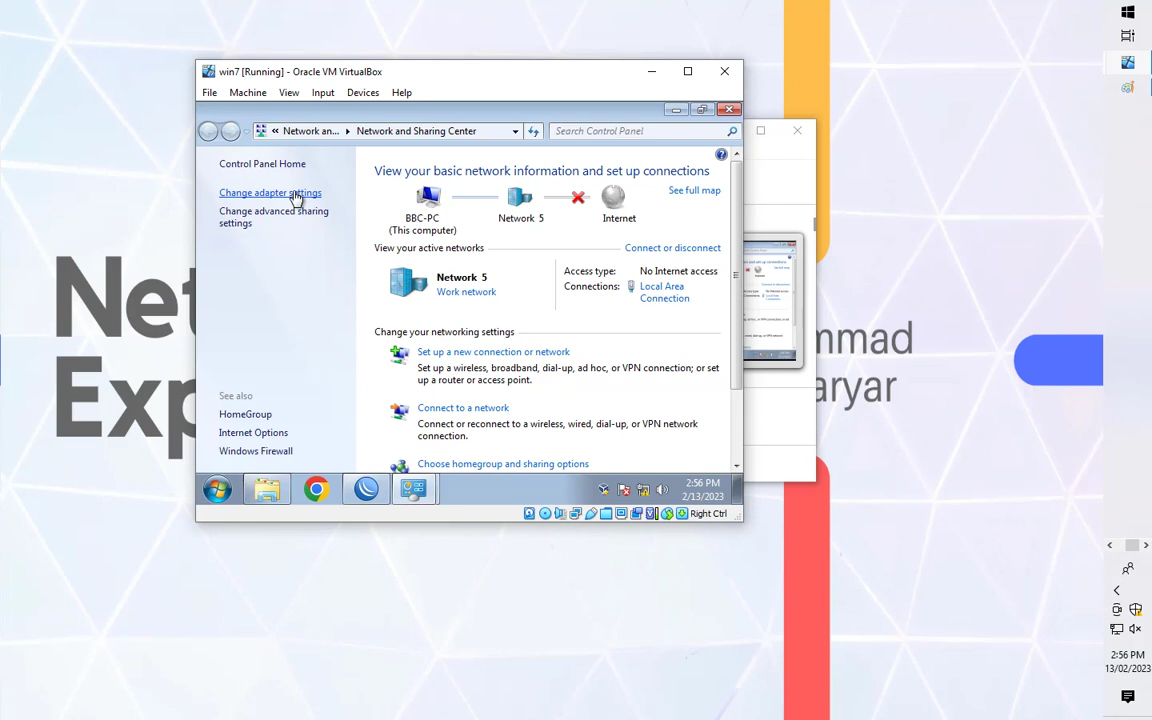 win7 [Running] - Oracle VM VirtualBox
File Machine View Input Devices Help
« Network an... Network and Sharing Center
Search Control Panel
Control Panel Home
Change adapter settings
Change advanced sharing
settings
See also
HomeGroup
Internet Options
Windows Firewall
View your basic network information and set up connections
See full map
BBC-PC
(This computer)
Network 5
Internet
View your active networks
Connect or disconnect
Network 5
Work network
Access type: No Internet access
Connections: Local Area
Connection
Change your networking settings
Set up a new connection or network
Set up a wireless, broadband, dial-up, ad hoc, or VPN connection; or set
up a router or access point.
Connect to a network
Connect or reconnect to a wireless, wired, dial-up, or VPN network
connection.
Choose homegroup and sharing options
2:56 PM
2/13/2023
Right Ctrl
Net
Exp
mmad
aryar
2:56 PM
13/02/2023